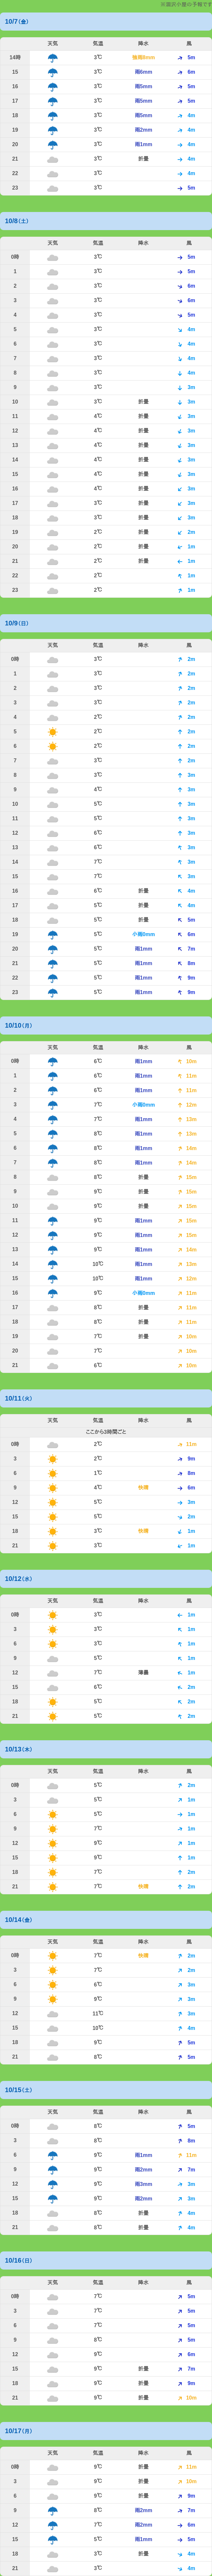 ※選択小屋の予報です
10/7(金)
天気 気温 降水 風
14時 3℃ 強雨8mm 5m
15 3℃ 雨6mm 6m
16 3℃ 雨5mm 5m
17 3℃ 雨5mm 5m
18 3℃ 雨5mm 4m
19 3℃ 雨2mm 4m
20 3℃ 雨1mm 4m
21 3℃ 折曇 4m
22 3℃ 4m
23 3℃ 5m
10/8(土)
天気 気温 降水 風
0時 3℃ 5m
1 3℃ 5m
2 3℃ 6m
3 3℃ 6m
4 3℃ 5m
5 3℃ 4m
6 3℃ 4m
7 3℃ 4m
8 3℃ 4m
9 3℃ 3m
10 3℃ 折曇 3m
11 4℃ 折曇 3m
12 4℃ 折曇 3m
13 4℃ 折曇 3m
14 4℃ 折曇 3m
15 4℃ 折曇 3m
16 4℃ 折曇 3m
17 3℃ 折曇 3m
18 3℃ 折曇 3m
19 2℃ 折曇 2m
20 2℃ 折曇 1m
21 2℃ 折曇 1m
22 2℃ 1m
23 2℃ 1m
10/9(日)
天気 気温 降水 風
0時 3℃ 2m
1 3℃ 2m
2 3℃ 2m
3 3℃ 2m
4 2℃ 2m
5 2℃ 2m
6 2℃ 2m
7 3℃ 2m
8 3℃ 3m
9 4℃ 3m
10 5℃ 3m
11 5℃ 3m
12 6℃ 3m
13 6℃ 3m
14 7℃ 3m
15 7℃ 3m
16 6℃ 折曇 4m
17 5℃ 折曇 4m
18 5℃ 折曇 5m
19 5℃ 小雨0mm 6m
20 5℃ 雨1mm 7m
21 5℃ 雨1mm 8m
22 5℃ 雨1mm 9m
23 5℃ 雨1mm 9m
10/10(月)
天気 気温 降水 風
0時 6℃ 雨1mm 10m
1 6℃ 雨1mm 11m
2 6℃ 雨1mm 11m
3 7℃ 小雨0mm 12m
4 7℃ 雨1mm 13m
5 8℃ 雨1mm 13m
6 8℃ 雨1mm 14m
7 8℃ 雨1mm 14m
8 8℃ 折曇 15m
9 9℃ 折曇 15m
10 9℃ 折曇 15m
11 9℃ 雨1mm 15m
12 9℃ 雨1mm 15m
13 9℃ 雨1mm 14m
14 10℃ 雨1mm 13m
15 10℃ 雨1mm 12m
16 9℃ 小雨0mm 11m
17 8℃ 折曇 11m
18 8℃ 折曇 11m
19 7℃ 折曇 10m
20 7℃ 10m
21 6℃ 10m
10/11(火)
天気 気温 降水 風
ここから3時間ごと
0時 2℃ 11m
3 2℃ 9m
6 1℃ 8m
9 4℃ 快晴 6m
12 5℃ 3m
15 5℃ 2m
18 3℃ 快晴 1m
21 3℃ 1m
10/12(水)
天気 気温 降水 風
0時 3℃ 1m
3 3℃ 1m
6 3℃ 1m
9 5℃ 1m
12 7℃ 薄曇 1m
15 6℃ 2m
18 5℃ 2m
21 5℃ 2m
10/13(木)
天気 気温 降水 風
0時 5℃ 2m
3 5℃ 1m
6 5℃ 1m
9 7℃ 1m
12 9℃ 1m
15 9℃ 1m
18 7℃ 2m
21 7℃ 快晴 2m
10/14(金)
天気 気温 降水 風
0時 7℃ 快晴 2m
3 7℃ 2m
6 6℃ 3m
9 9℃ 3m
12 11℃ 3m
15 10℃ 4m
18 9℃ 5m
21 8℃ 5m
10/15(土)
天気 気温 降水 風
0時 8℃ 5m
3 8℃ 8m
6 9℃ 雨1mm 11m
9 9℃ 雨2mm 7m
12 9℃ 雨3mm 3m
15 9℃ 雨2mm 3m
18 8℃ 折曇 4m
21 8℃ 折曇 4m
10/16(日)
天気 気温 降水 風
0時 7℃ 5m
3 7℃ 5m
6 7℃ 5m
9 8℃ 5m
12 9℃ 6m
15 9℃ 折曇 7m
18 9℃ 折曇 9m
21 9℃ 折曇 10m
10/17(月)
天気 気温 降水 風
0時 9℃ 折曇 11m
3 9℃ 折曇 10m
6 9℃ 折曇 9m
9 8℃ 雨2mm 7m
12 7℃ 雨2mm 6m
15 5℃ 雨1mm 5m
18 3℃ 折曇 4m
21 3℃ 4m